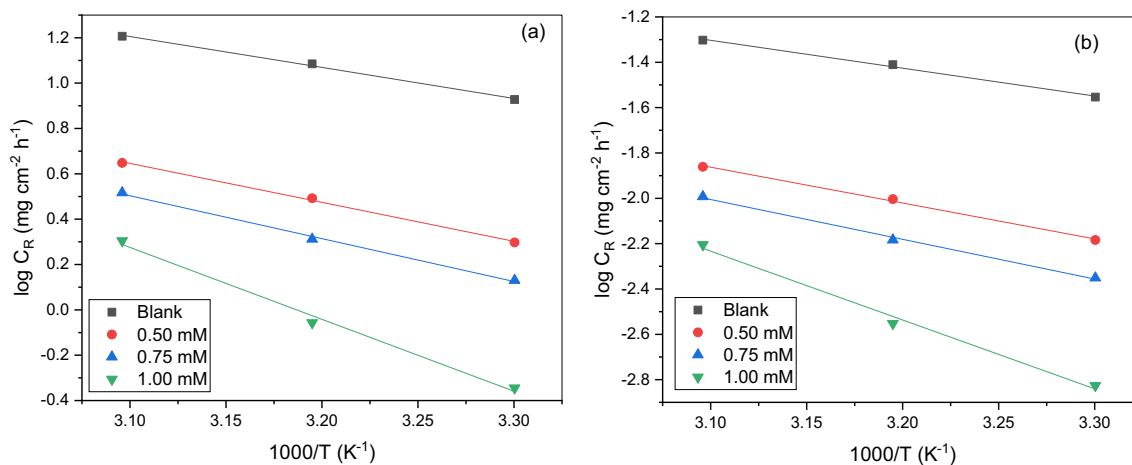 (a)
log C_R (mg cm⁻² h⁻¹)
1.2
1.0
0.8
0.6
0.4
0.2
0.0
-0.2
-0.4
Blank
0.50 mM
0.75 mM
1.00 mM
3.10 3.15 3.20 3.25 3.30
1000/T (K⁻¹)
(b)
log C_R (mg cm⁻² h⁻¹)
-1.2
-1.4
-1.6
-1.8
-2.0
-2.2
-2.4
-2.6
-2.8
Blank
0.50 mM
0.75 mM
1.00 mM
3.10 3.15 3.20 3.25 3.30
1000/T (K⁻¹)